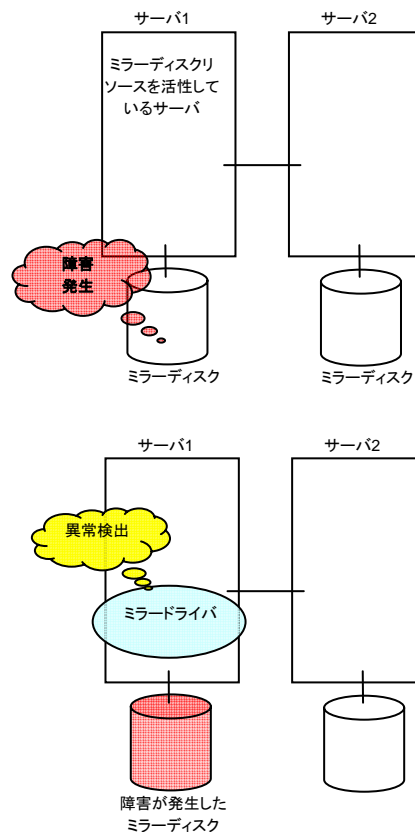 サーバ1
サーバ2
ミラーディスクリ
ソースを活性して
いるサーバ
障害
発生
ミラーディスク
ミラーディスク
サーバ1
サーバ2
異常検出
ミラードライバ
障害が発生した
ミラーディスク